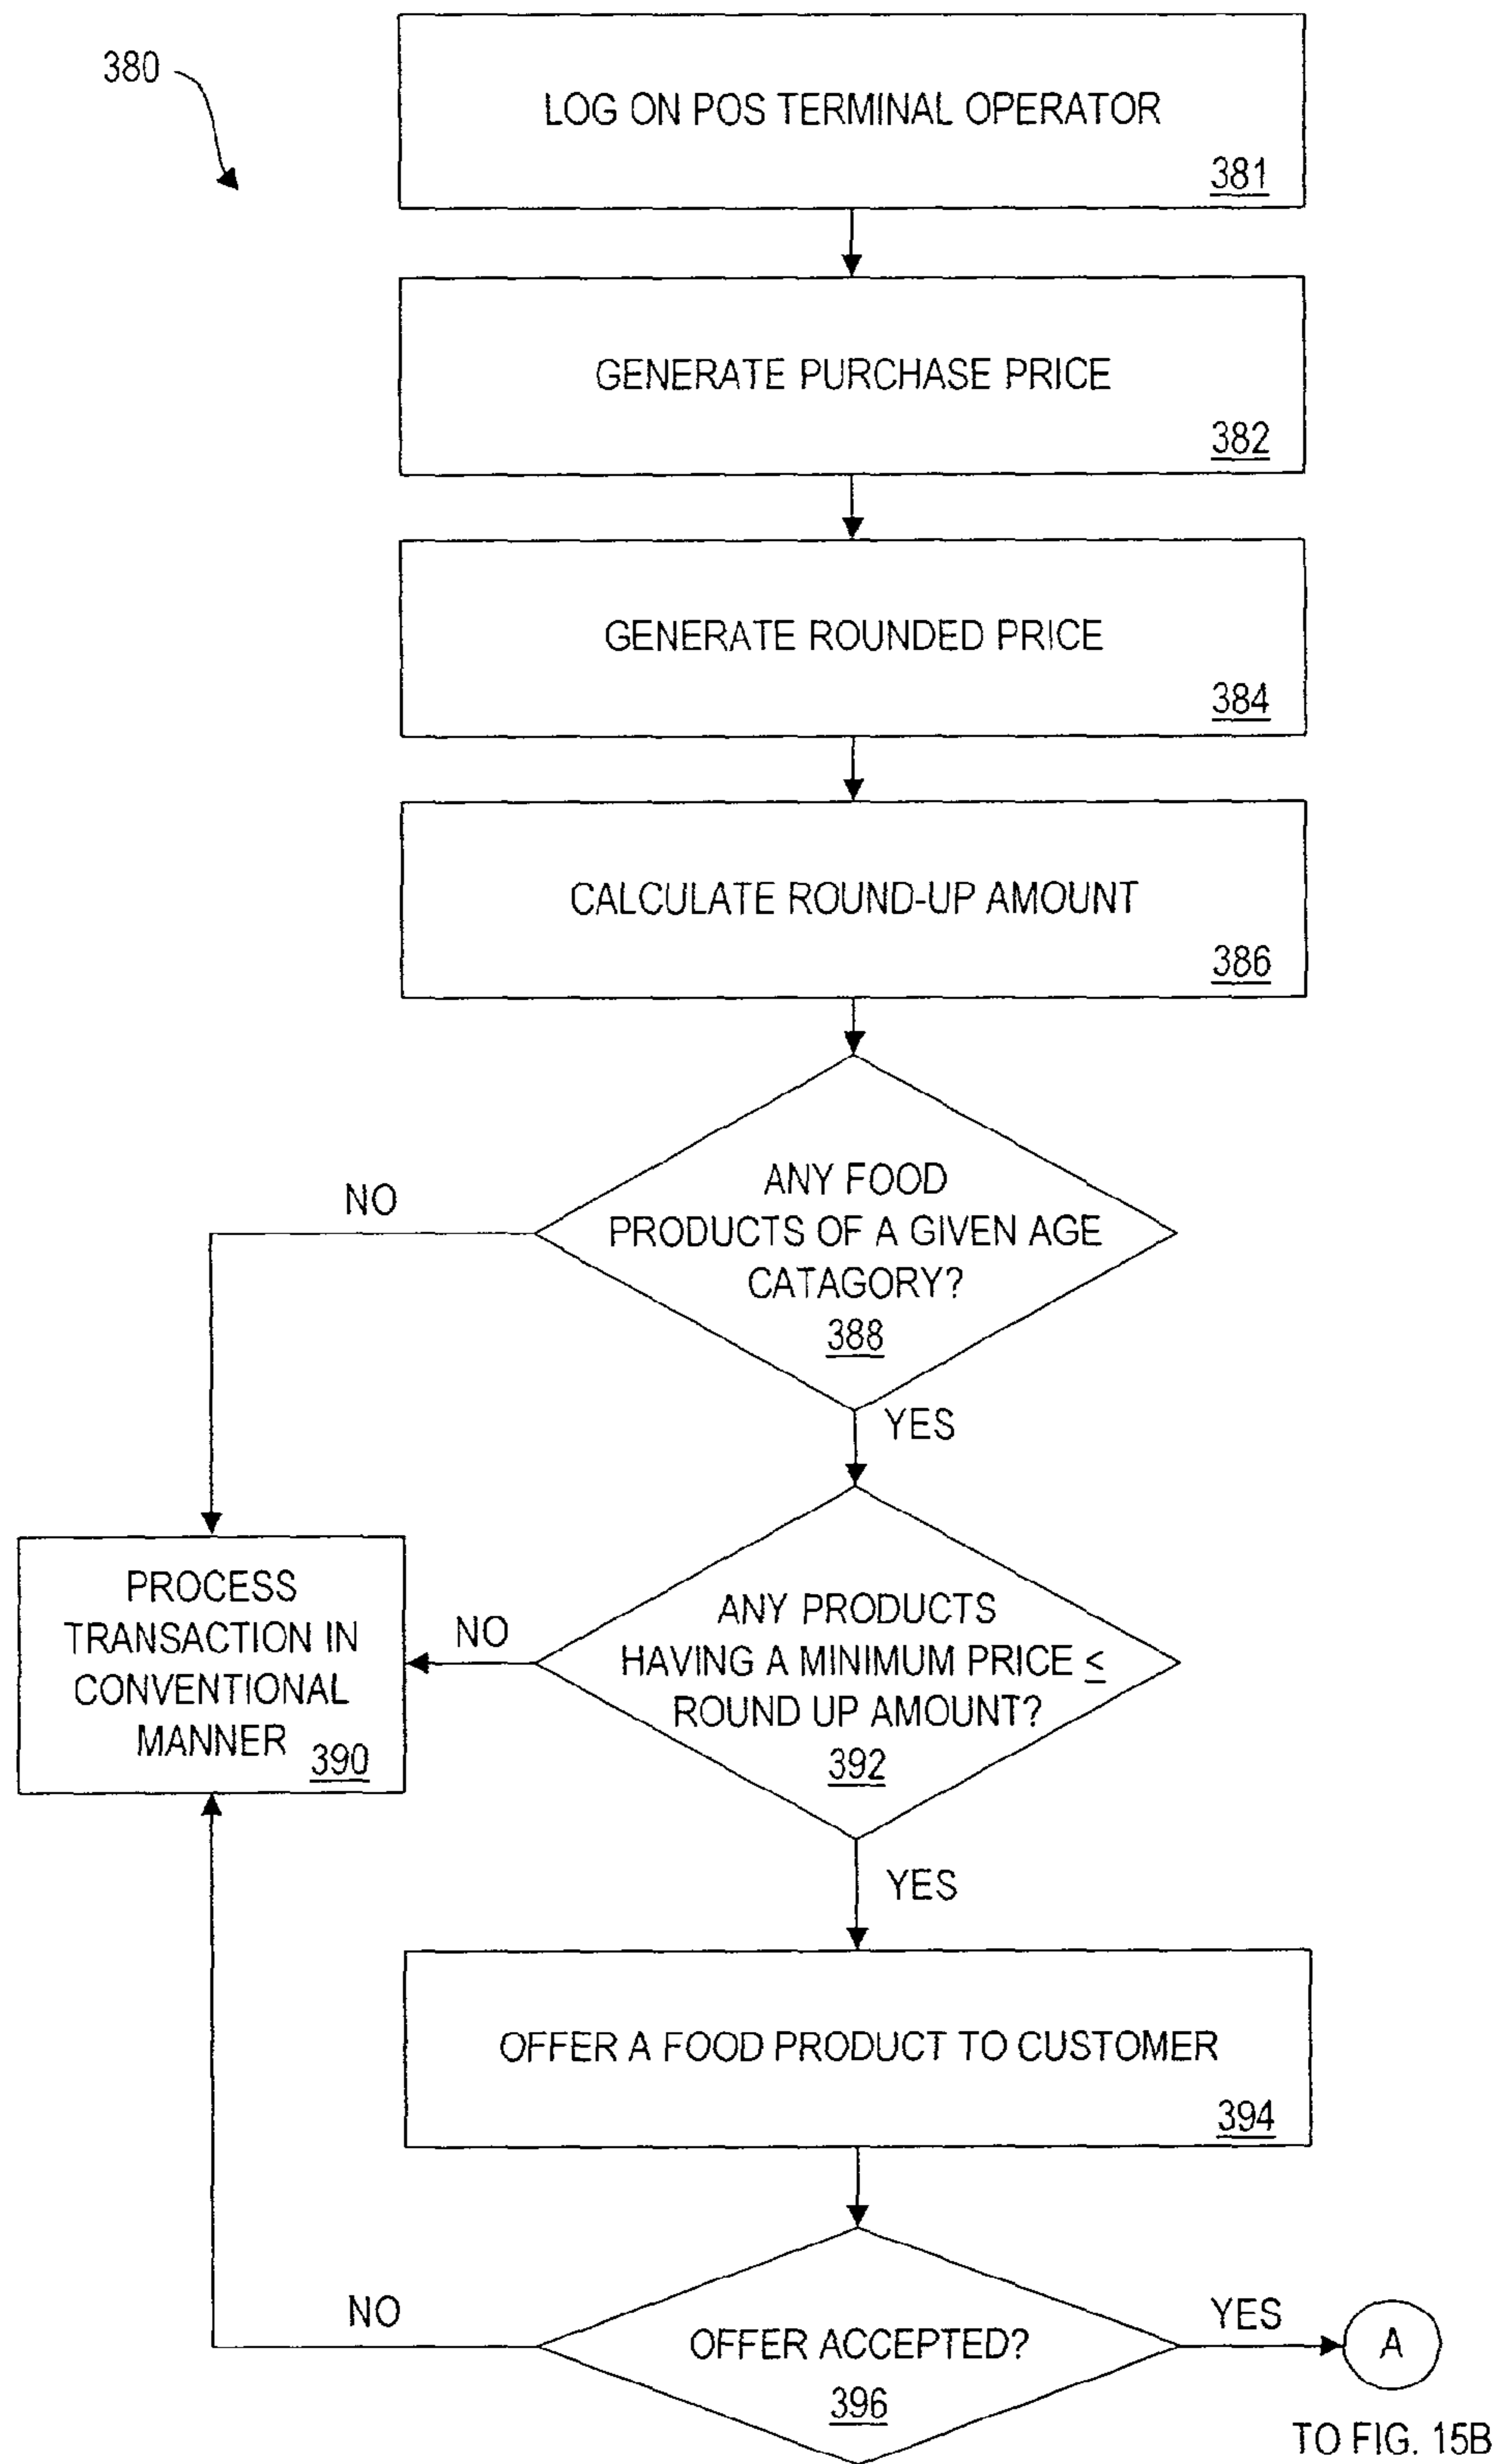 380
LOG ON POS TERMINAL OPERATOR
381
GENERATE PURCHASE PRICE
382
GENERATE ROUNDED PRICE
384
CALCULATE ROUND-UP AMOUNT
386
ANY FOOD
PRODUCTS OF A GIVEN AGE
CATAGORY?
388
NO
YES
PROCESS
TRANSACTION IN
CONVENTIONAL
MANNER
390
NO
ANY PRODUCTS
HAVING A MINIMUM PRICE ≤
ROUND UP AMOUNT?
392
YES
OFFER A FOOD PRODUCT TO CUSTOMER
394
NO
OFFER ACCEPTED?
396
YES
A
TO FIG. 15B